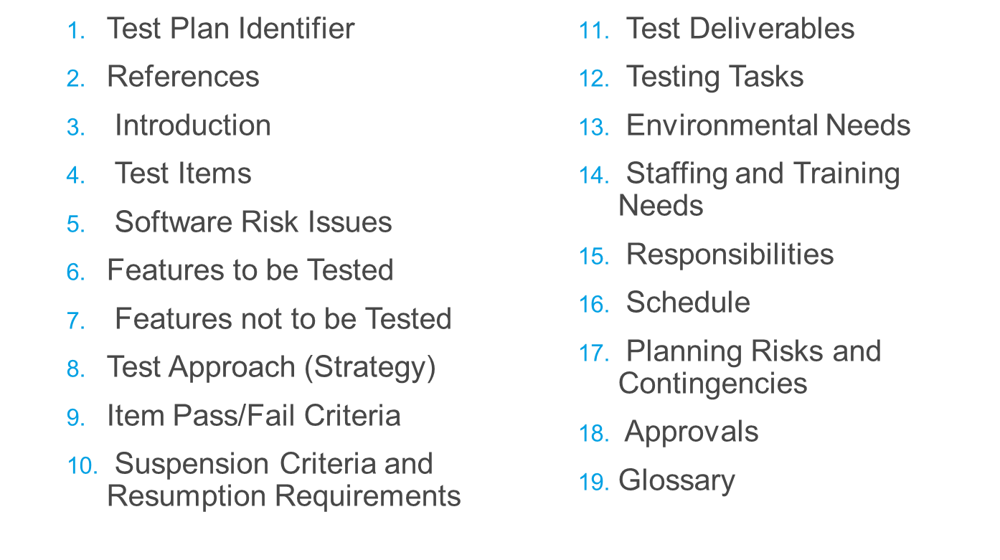 1. Test Plan Identifier
2. References
3. Introduction
4. Test Items
5. Software Risk Issues
6. Features to be Tested
7. Features not to be Tested
8. Test Approach (Strategy)
9. Item Pass/Fail Criteria
10. Suspension Criteria and
Resumption Requirements
11. Test Deliverables
12. Testing Tasks
13. Environmental Needs
14. Staffing and Training
Needs
15. Responsibilities
16. Schedule
17. Planning Risks and
Contingencies
18. Approvals
19. Glossary